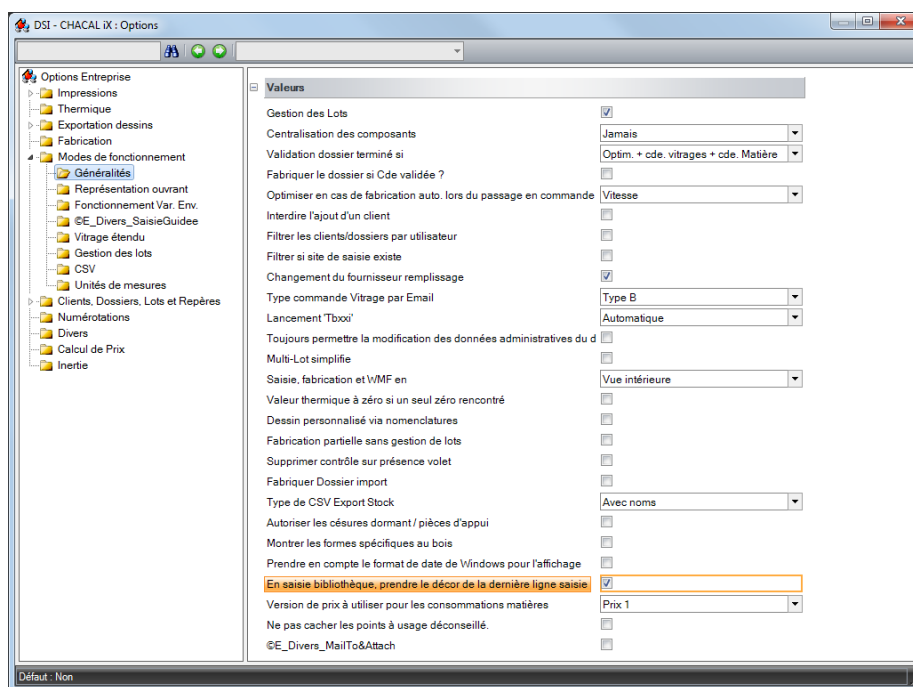 DSI - CHACAL iX : Options
Options Entreprise
Impressions
Thermique
Exportation dessins
Fabrication
Modes de fonctionnement
Généralités
Représentation ouvrant
Fonctionnement Var. Env.
©E_Divers_SaisieGuidee
Vitrage étendu
Gestion des lots
CSV
Unités de mesures
Clients, Dossiers, Lots et Repères
Numérotations
Divers
Calcul de Prix
Inertie
Valeurs
Gestion des Lots
Centralisation des composants Jamais
Validation dossier terminé si Optim. + cde. vitrages + cde. Matière
Fabriquer le dossier si Cde validée ?
Optimiser en cas de fabrication auto. lors du passage en commande Vitesse
Interdire l'ajout d'un client
Filtrer les clients/dossiers par utilisateur
Filtrer si site de saisie existe
Changement du fournisseur remplissage
Type commande Vitrage par Email Type B
Lancement 'Tbxxi' Automatique
Toujours permettre la modification des données administratives du d
Multi-Lot simplifie
Saisie, fabrication et WMF en Vue intérieure
Valeur thermique à zéro si un seul zéro rencontré
Dessin personnalisé via nomenclatures
Fabrication partielle sans gestion de lots
Supprimer contrôle sur présence volet
Fabriquer Dossier import
Type de CSV Export Stock Avec noms
Autoriser les césures dormant / pièces d'appui
Montrer les formes spécifiques au bois
Prendre en compte le format de date de Windows pour l'affichage
En saisie bibliothèque, prendre le décor de la dernière ligne saisie
Version de prix à utiliser pour les consommations matières Prix 1
Ne pas cacher les points à usage déconseillé.
©E_Divers_MailTo&Attach
Défaut : Non